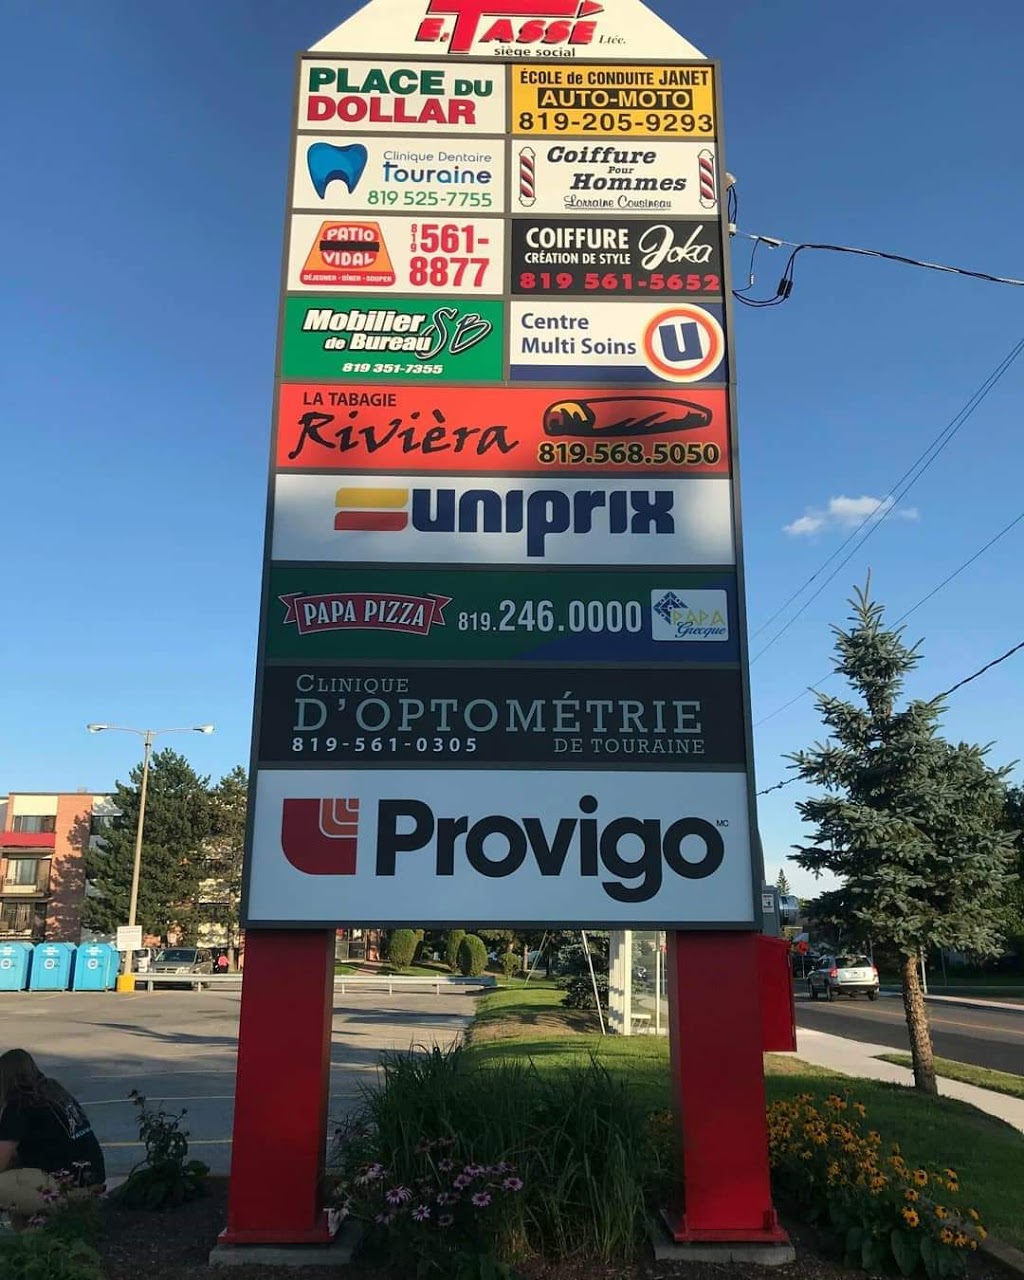 E. TASSÉ Ltée.
siège social
PLACE DU
DOLLAR
ÉCOLE de CONDUITE JANET
AUTO-MOTO
819-205-9293
Clinique Dentaire
Touraine
819 525-7755
Coiffure
Pour
Hommes
Lorraine Cousineau
PATIO
VIDAL
DÉJEUNER - DÎNER - SOUPER
819 561-
8877
COIFFURE
CRÉATION DE STYLE
Joka
819 561-5652
Mobilier SB
de Bureau
819 351-7355
Centre
Multi Soins
U
LA TABAGIE
Rivièra
819.568.5050
uniprix
PAPA PIZZA
819.246.0000
PAPA
Grecque
CLINIQUE
D'OPTOMÉTRIE
819-561-0305
DE TOURAINE
Provigo MC